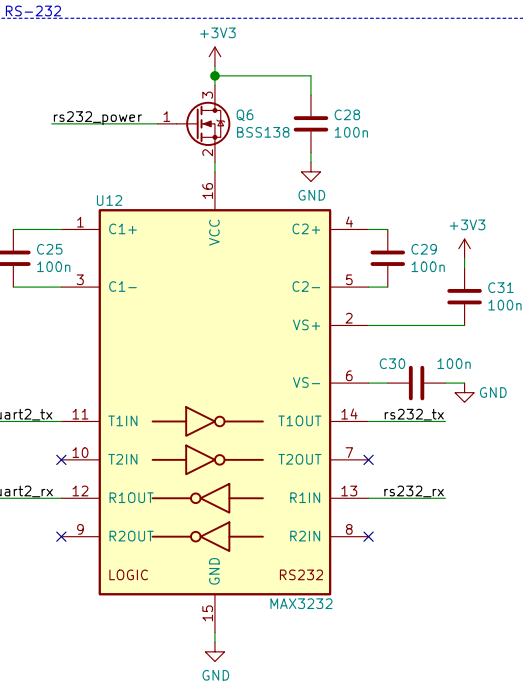 RS-232
+3V3
3
rs232_power
1
Q6
BSS138
2
C28
100n
GND
16
U12
VCC
1
C1+
C2+
4
+3V3
C25
100n
C29
100n
3
C1-
C2-
5
C31
100n
VS+
2
C30
100n
VS-
6
GND
uart2_tx
11
T1IN
T1OUT
14
rs232_tx
10
T2IN
T2OUT
7
uart2_rx
12
R1OUT
R1IN
13
rs232_rx
9
R2OUT
R2IN
8
GND
LOGIC
RS232
15
MAX3232
GND